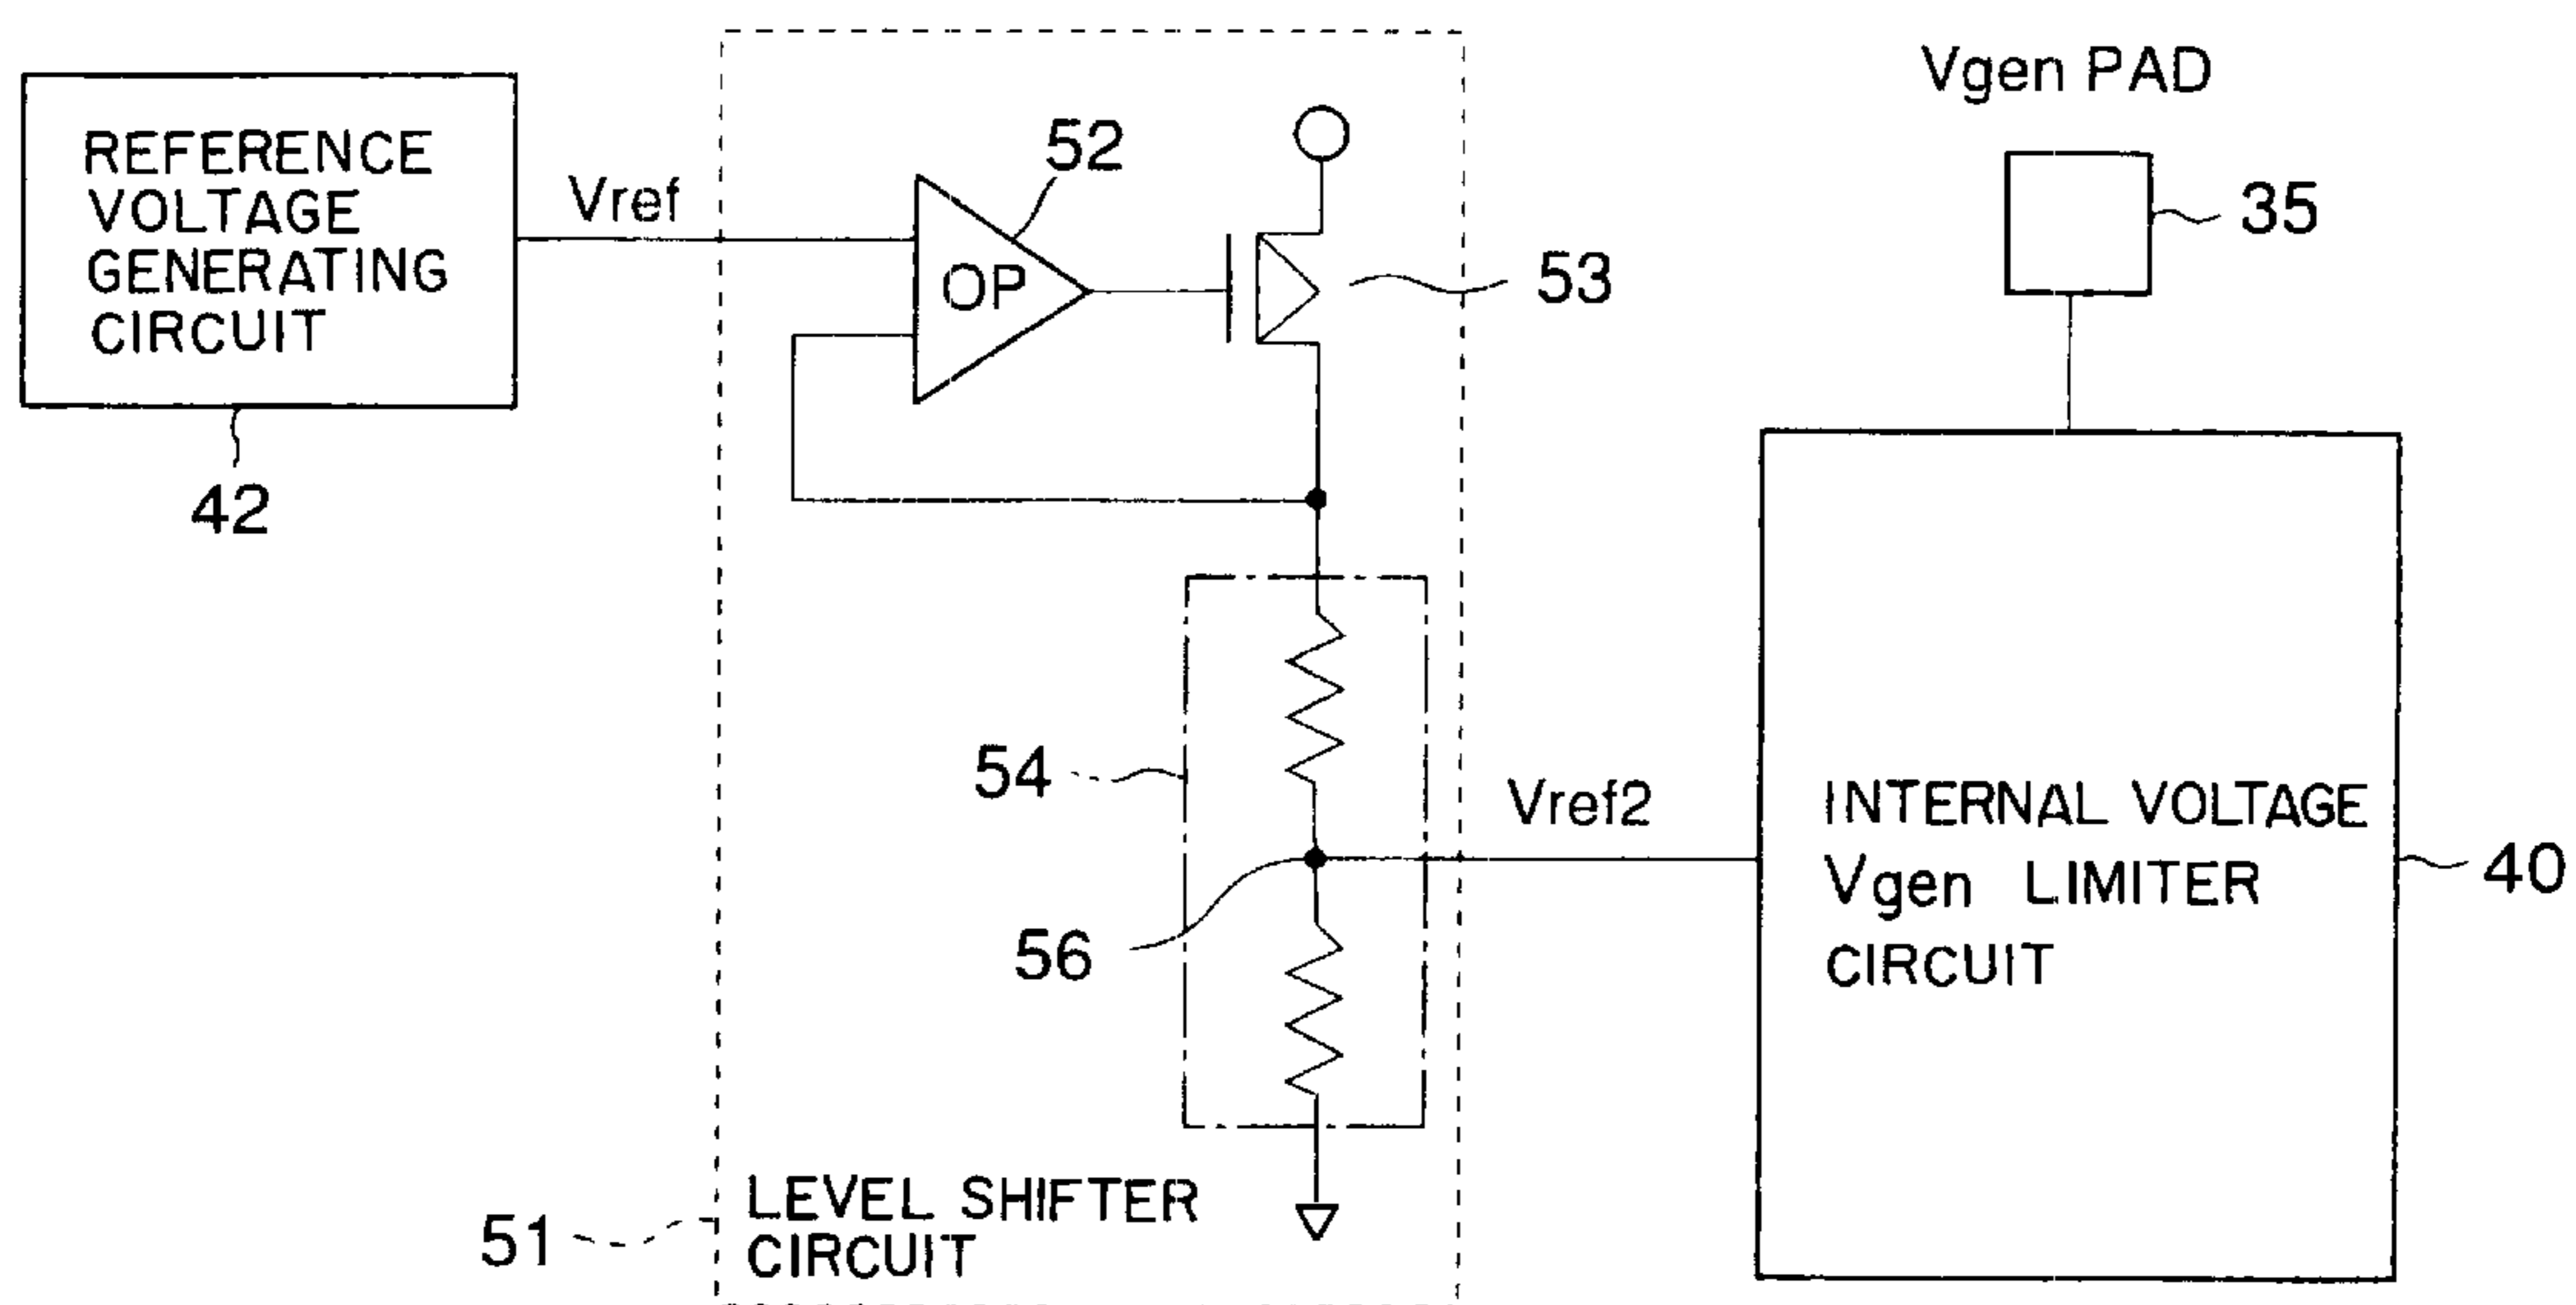 REFERENCE
VOLTAGE
GENERATING
CIRCUIT
42
Vref
52
OP
53
Vgen PAD
35
54
56
Vref2
INTERNAL VOLTAGE
Vgen LIMITER
CIRCUIT
40
51
LEVEL SHIFTER
CIRCUIT